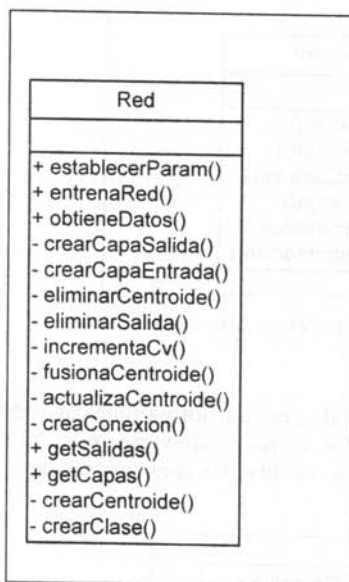 Red
+ establecerParam()
+ entrenaRed()
+ obtieneDatos()
- crearCapaSalida()
- crearCapaEntrada()
- eliminarCentroide()
- eliminarSalida()
- incrementaCv()
- fusionaCentroide()
- actualizaCentroide()
- creaConexion()
+ getSalidas()
+ getCapas()
- crearCentroide()
- crearClase()